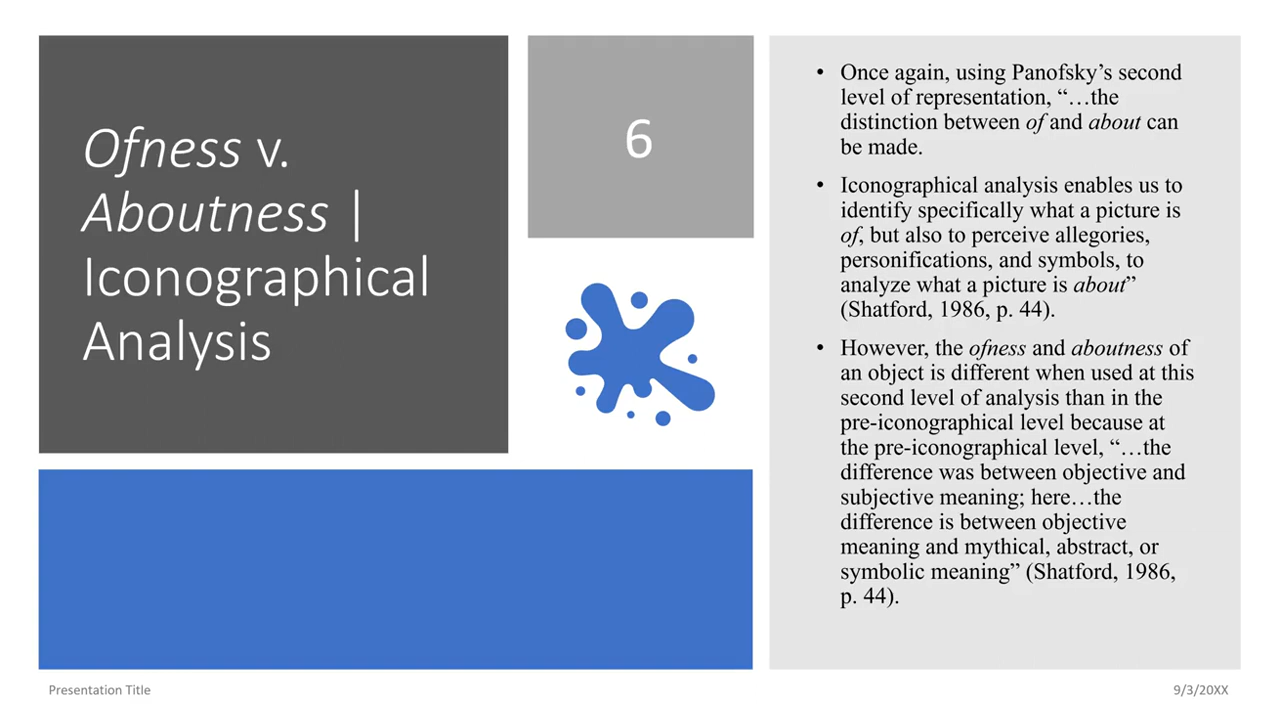 Ofness v.
Aboutness |
Iconographical
Analysis
6
• Once again, using Panofsky’s second
level of representation, “…the
distinction between of and about can
be made.
• Iconographical analysis enables us to
identify specifically what a picture is
of, but also to perceive allegories,
personifications, and symbols, to
analyze what a picture is about”
(Shatford, 1986, p. 44).
• However, the ofness and aboutness of
an object is different when used at this
second level of analysis than in the
pre-iconographical level because at
the pre-iconographical level, “…the
difference was between objective and
subjective meaning; here…the
difference is between objective
meaning and mythical, abstract, or
symbolic meaning” (Shatford, 1986,
p. 44).
Presentation Title
9/3/20XX